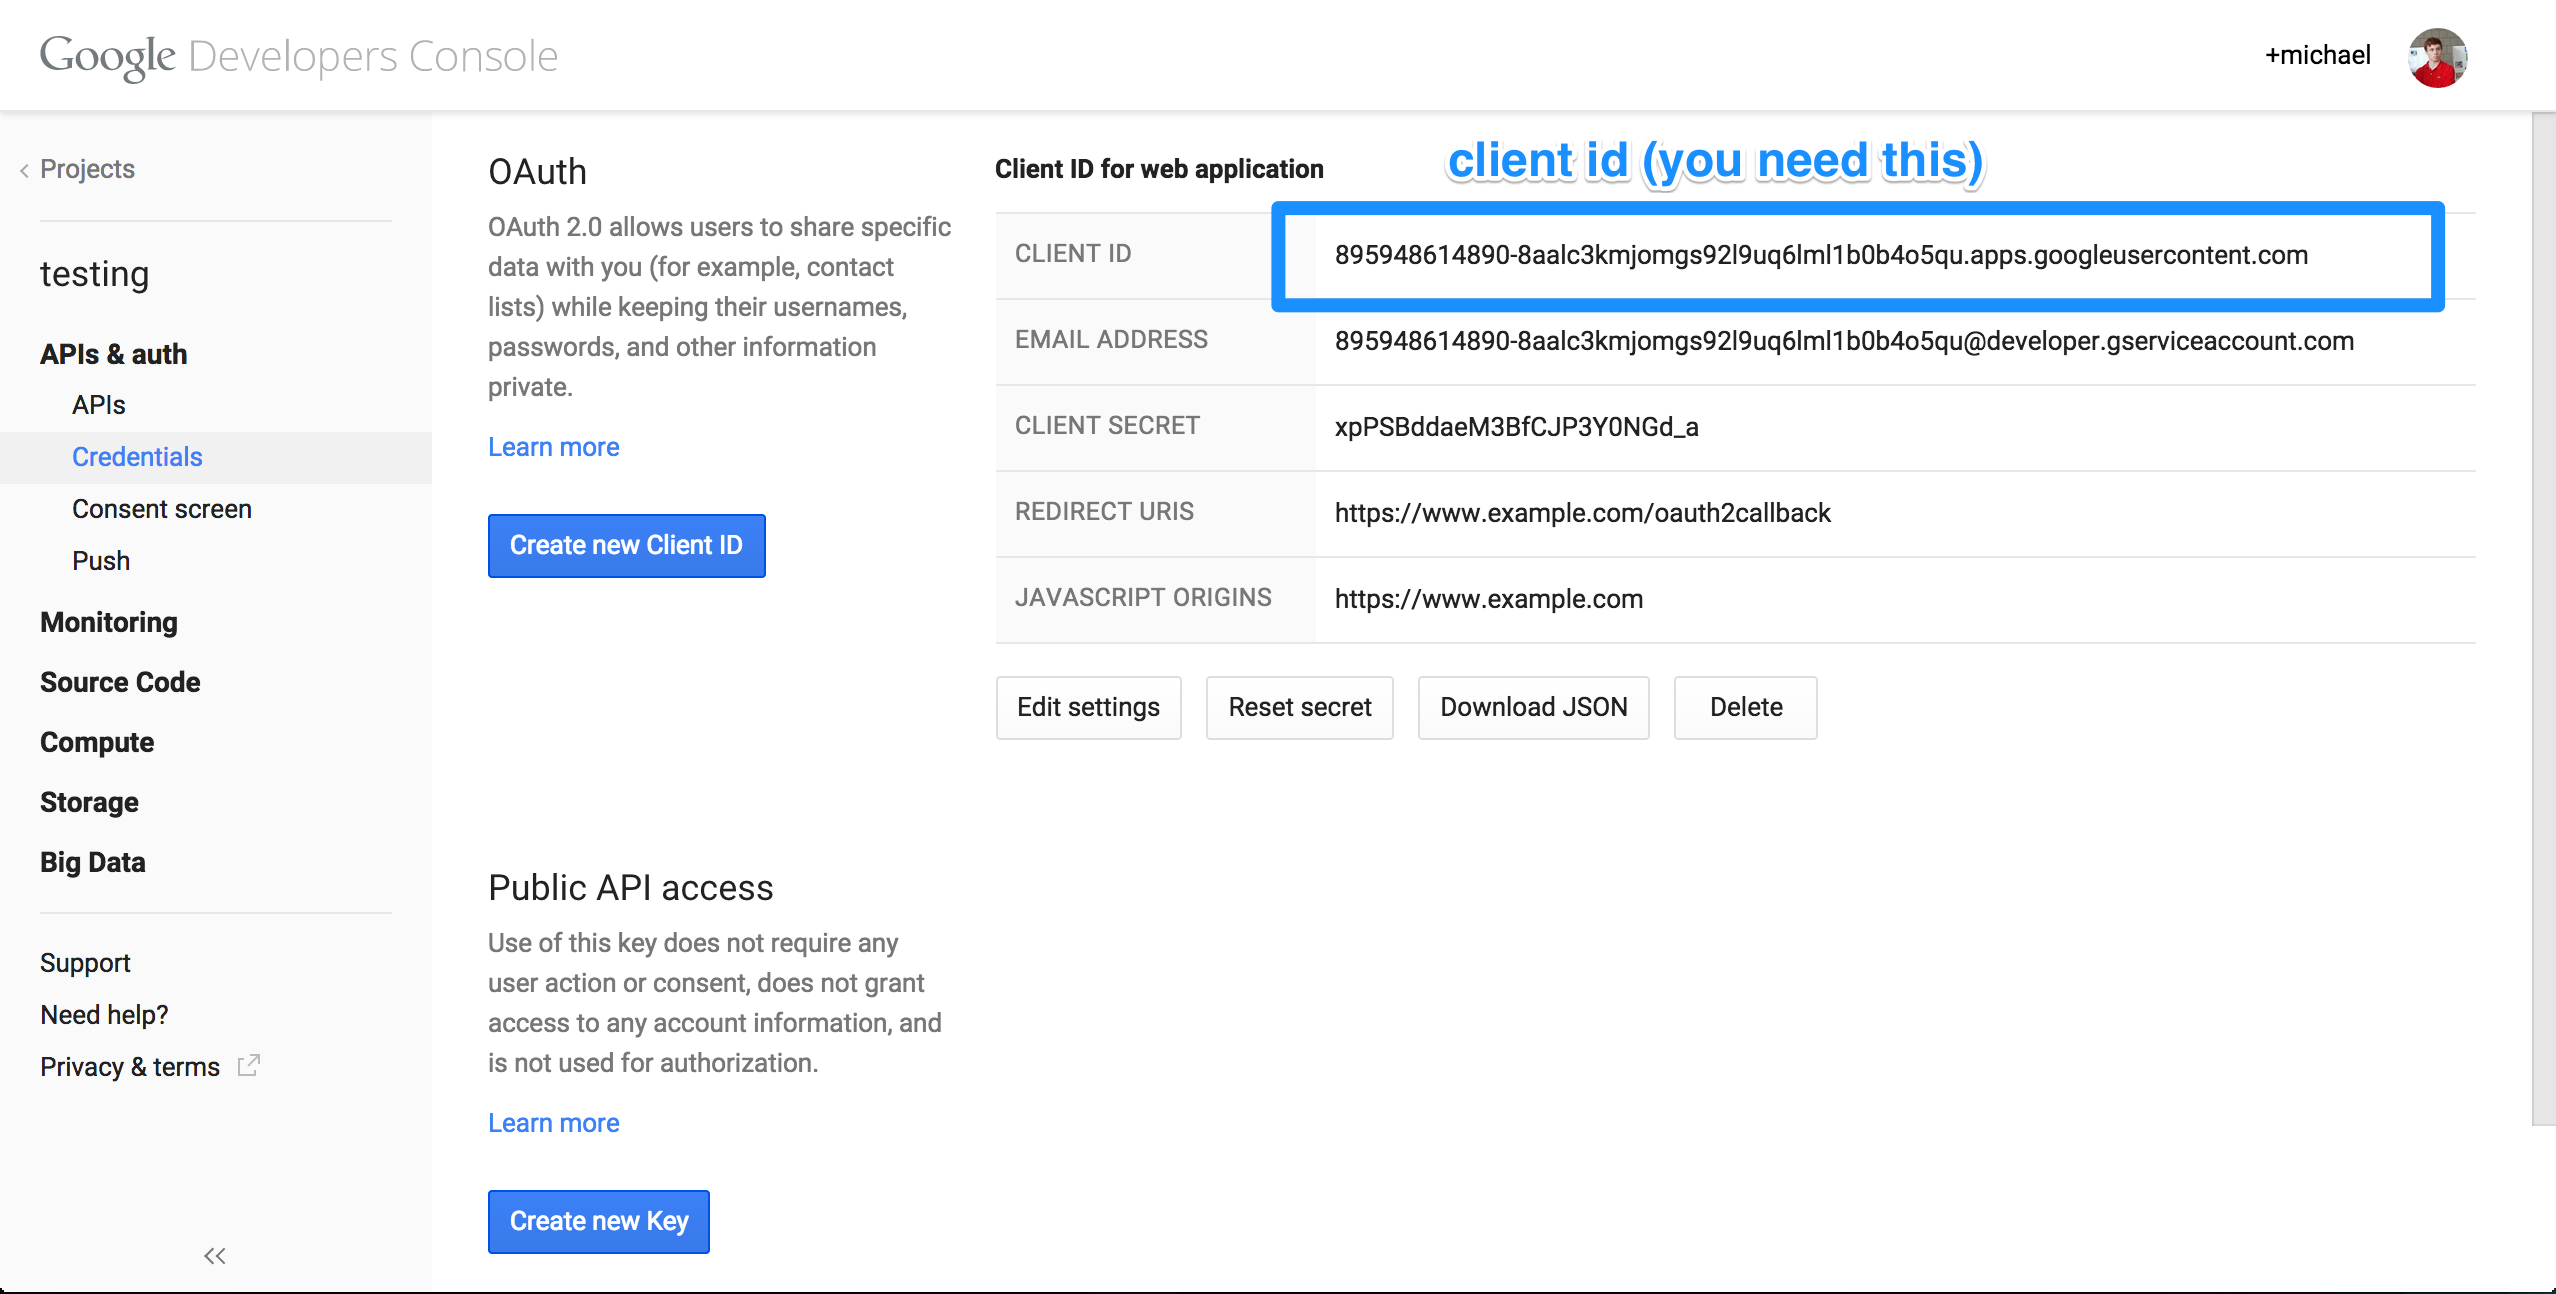 Google Developers Console
+michael
Projects
testing
APIs & auth
APIs
Credentials
Consent screen
Push
Monitoring
Source Code
Compute
Storage
Big Data
Support
Need help?
Privacy & terms
OAuth
OAuth 2.0 allows users to share specific
data with you (for example, contact
lists) while keeping their usernames,
passwords, and other information
private.
Learn more
Create new Client ID
Client ID for web application
client id (you need this)
CLIENT ID 895948614890-8aalc3kmjomgs92l9uq6lml1b0b4o5qu.apps.googleusercontent.com
EMAIL ADDRESS 895948614890-8aalc3kmjomgs92l9uq6lml1b0b4o5qu@developer.gserviceaccount.com
CLIENT SECRET xpPSBddaeM3BfCJP3Y0NGd_a
REDIRECT URIS https://www.example.com/oauth2callback
JAVASCRIPT ORIGINS https://www.example.com
Edit settings
Reset secret
Download JSON
Delete
Public API access
Use of this key does not require any
user action or consent, does not grant
access to any account information, and
is not used for authorization.
Learn more
Create new Key